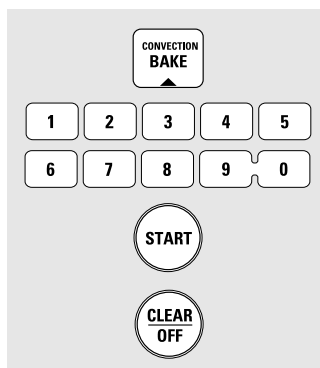 CONVECTION
BAKE
1 2 3 4 5
6 7 8 9 0
START
CLEAR
OFF